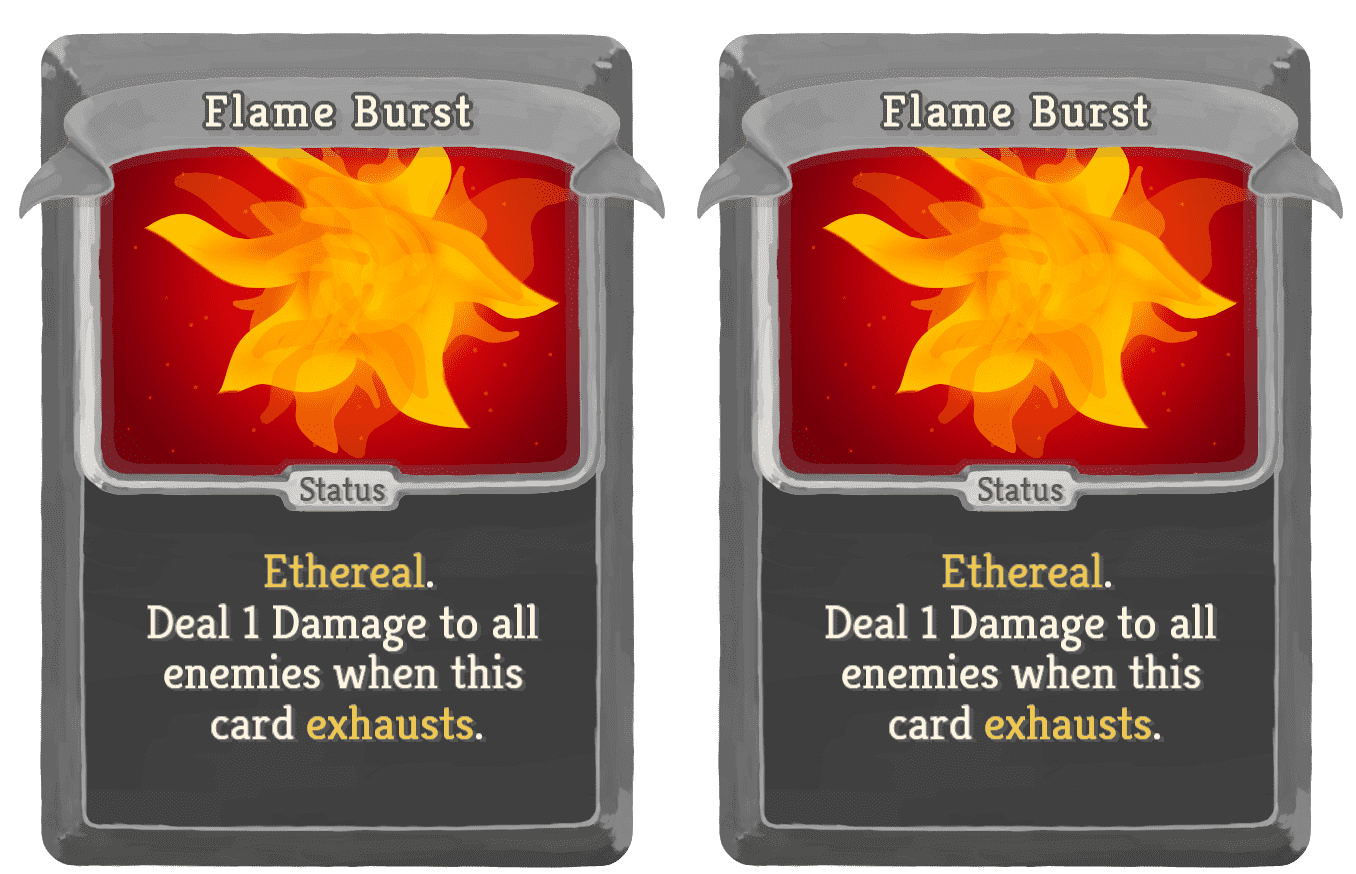 Flame Burst
Status
Ethereal.
Deal 1 Damage to all
enemies when this
card exhausts.
Flame Burst
Status
Ethereal.
Deal 1 Damage to all
enemies when this
card exhausts.